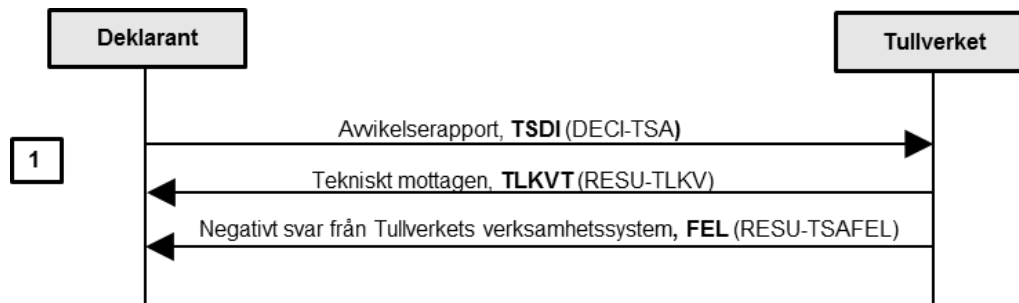 Deklarant
Tullverket
1
Avvikelserapport, TSDI (DECI-TSA)
Tekniskt mottagen, TLKVT (RESU-TLKV)
Negativt svar från Tullverkets verksamhetssystem, FEL (RESU-TSAFEL)